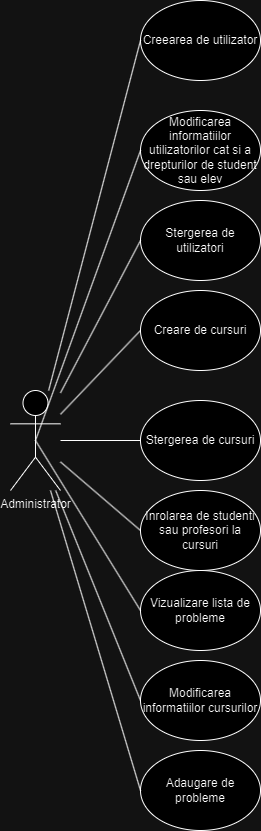 Creearea de utilizator
Modificarea
informatiilor
utilizatorilor cat si a
drepturilor de student
sau elev
Stergerea de
utilizatori
Creare de cursuri
Stergerea de cursuri
Administrator
Inrolarea de studenti
sau profesori la
cursuri
Vizualizare lista de
probleme
Modificarea
informatiilor cursurilor
Adaugare de
probleme